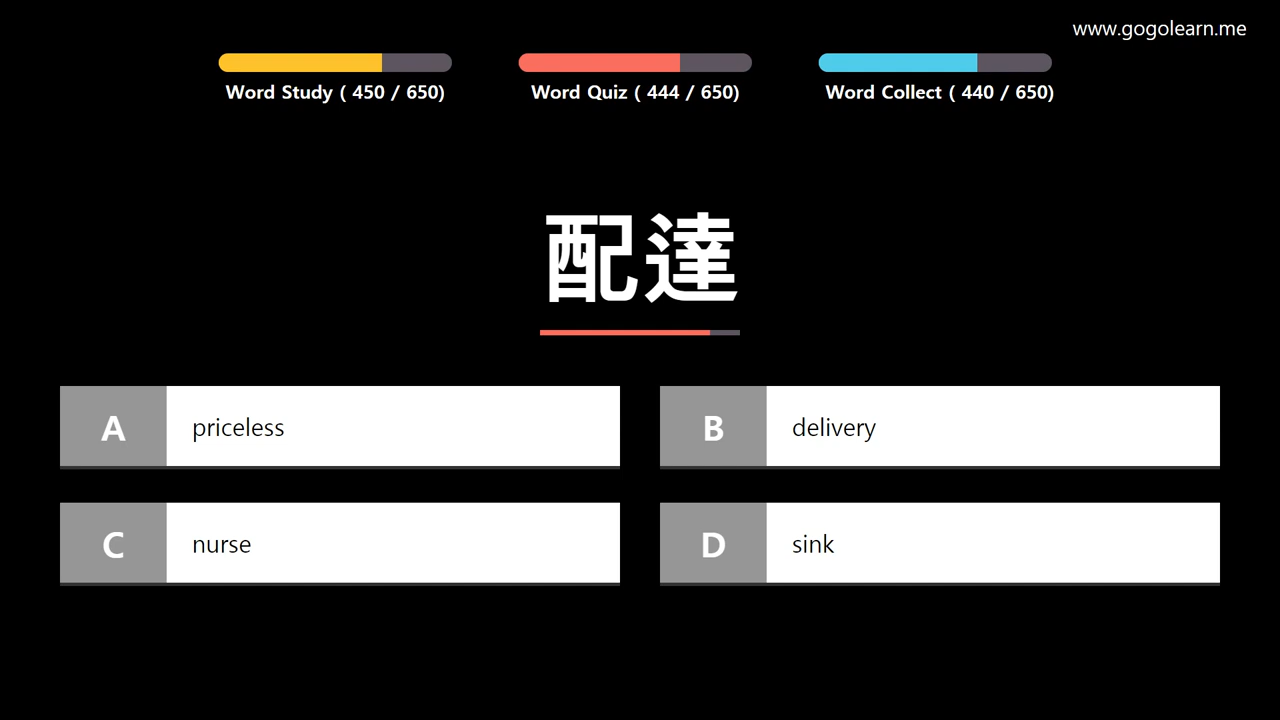 www.gogolearn.me
Word Study ( 450 / 650)
Word Quiz ( 444 / 650)
Word Collect ( 440 / 650)
配達
A priceless
B delivery
C nurse
D sink